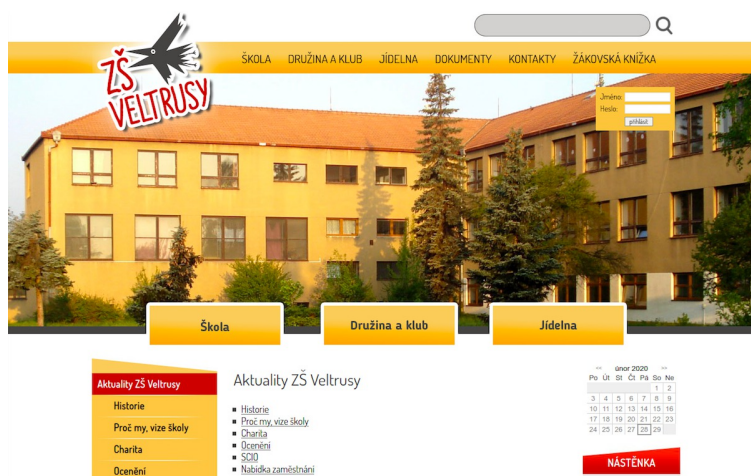 ZŠ
VELTRUSY
ŠKOLA DRUŽINA A KLUB JÍDELNA DOKUMENTY KONTAKTY ŽÁKOVSKÁ KNÍŽKA
Jméno:
Heslo:
přihlásit
Škola Družina a klub Jídelna
Aktuality ZŠ Veltrusy
Historie
Proč my, vize školy
Charita
Ocenění
Aktuality ZŠ Veltrusy
Historie
Proč my, vize školy
Charita
Ocenění
SCIO
Nabídka zaměstnání
<< únor 2020 >>
Po Út St Čt Pá So Ne
1 2
3 4 5 6 7 8 9
10 11 12 13 14 15 16
17 18 19 20 21 22 23
24 25 26 27 28 29
NÁSTĚNKA